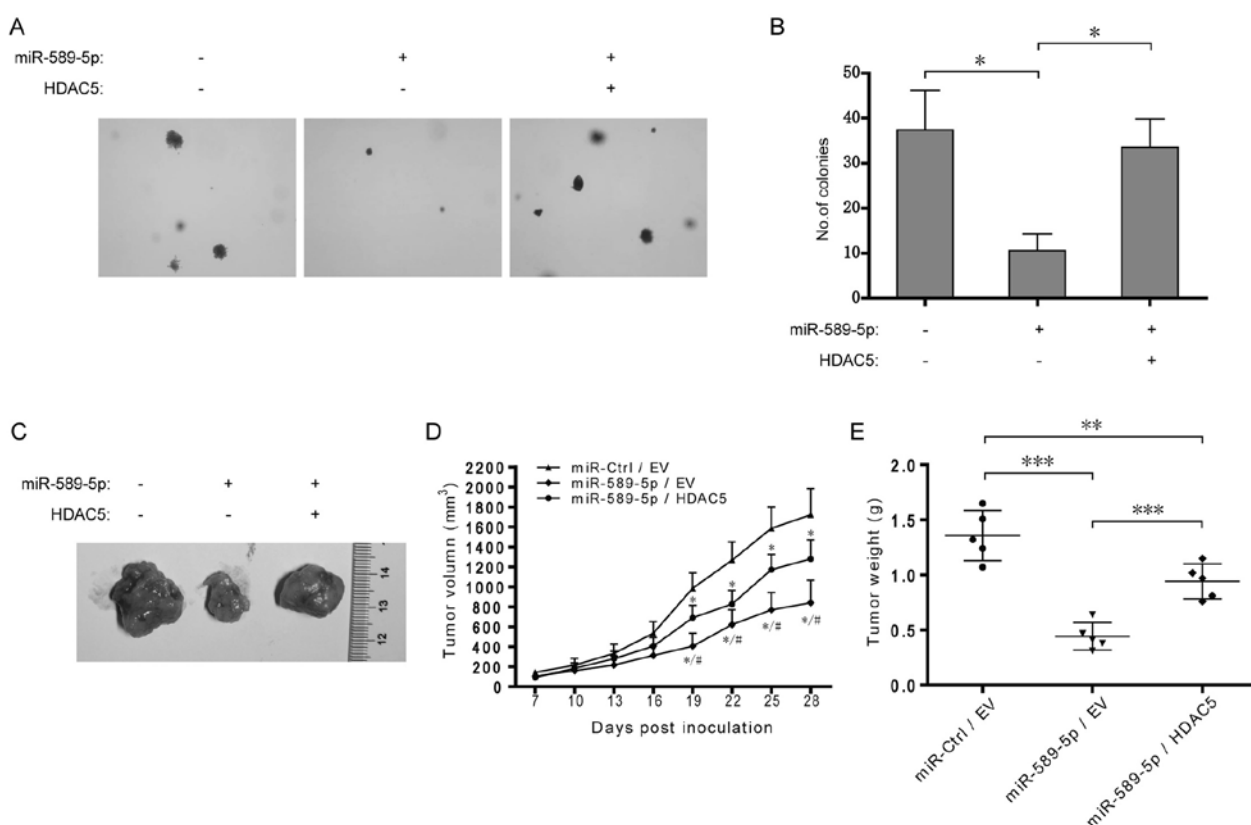 A
miR-589-5p: - + +
HDAC5: - - +
B
* *
No.of colonies
50
40
30
20
10
0
miR-589-5p: - + +
HDAC5: - - +
C
miR-589-5p: - + +
HDAC5: - - +
14
13
12
D
Tumor volumn (mm³)
2200
2000
1800
1600
1400
1200
1000
800
600
400
200
0
miR-Ctrl / EV
miR-589-5p / EV
miR-589-5p / HDAC5
* * * *
*/# */# */# */#
7 10 13 16 19 22 25 28
Days post inoculation
E
**
***
***
Tumor weight (g)
2.0
1.5
1.0
0.5
0.0
miR-Ctrl / EV
miR-589-5p / EV
miR-589-5p / HDAC5